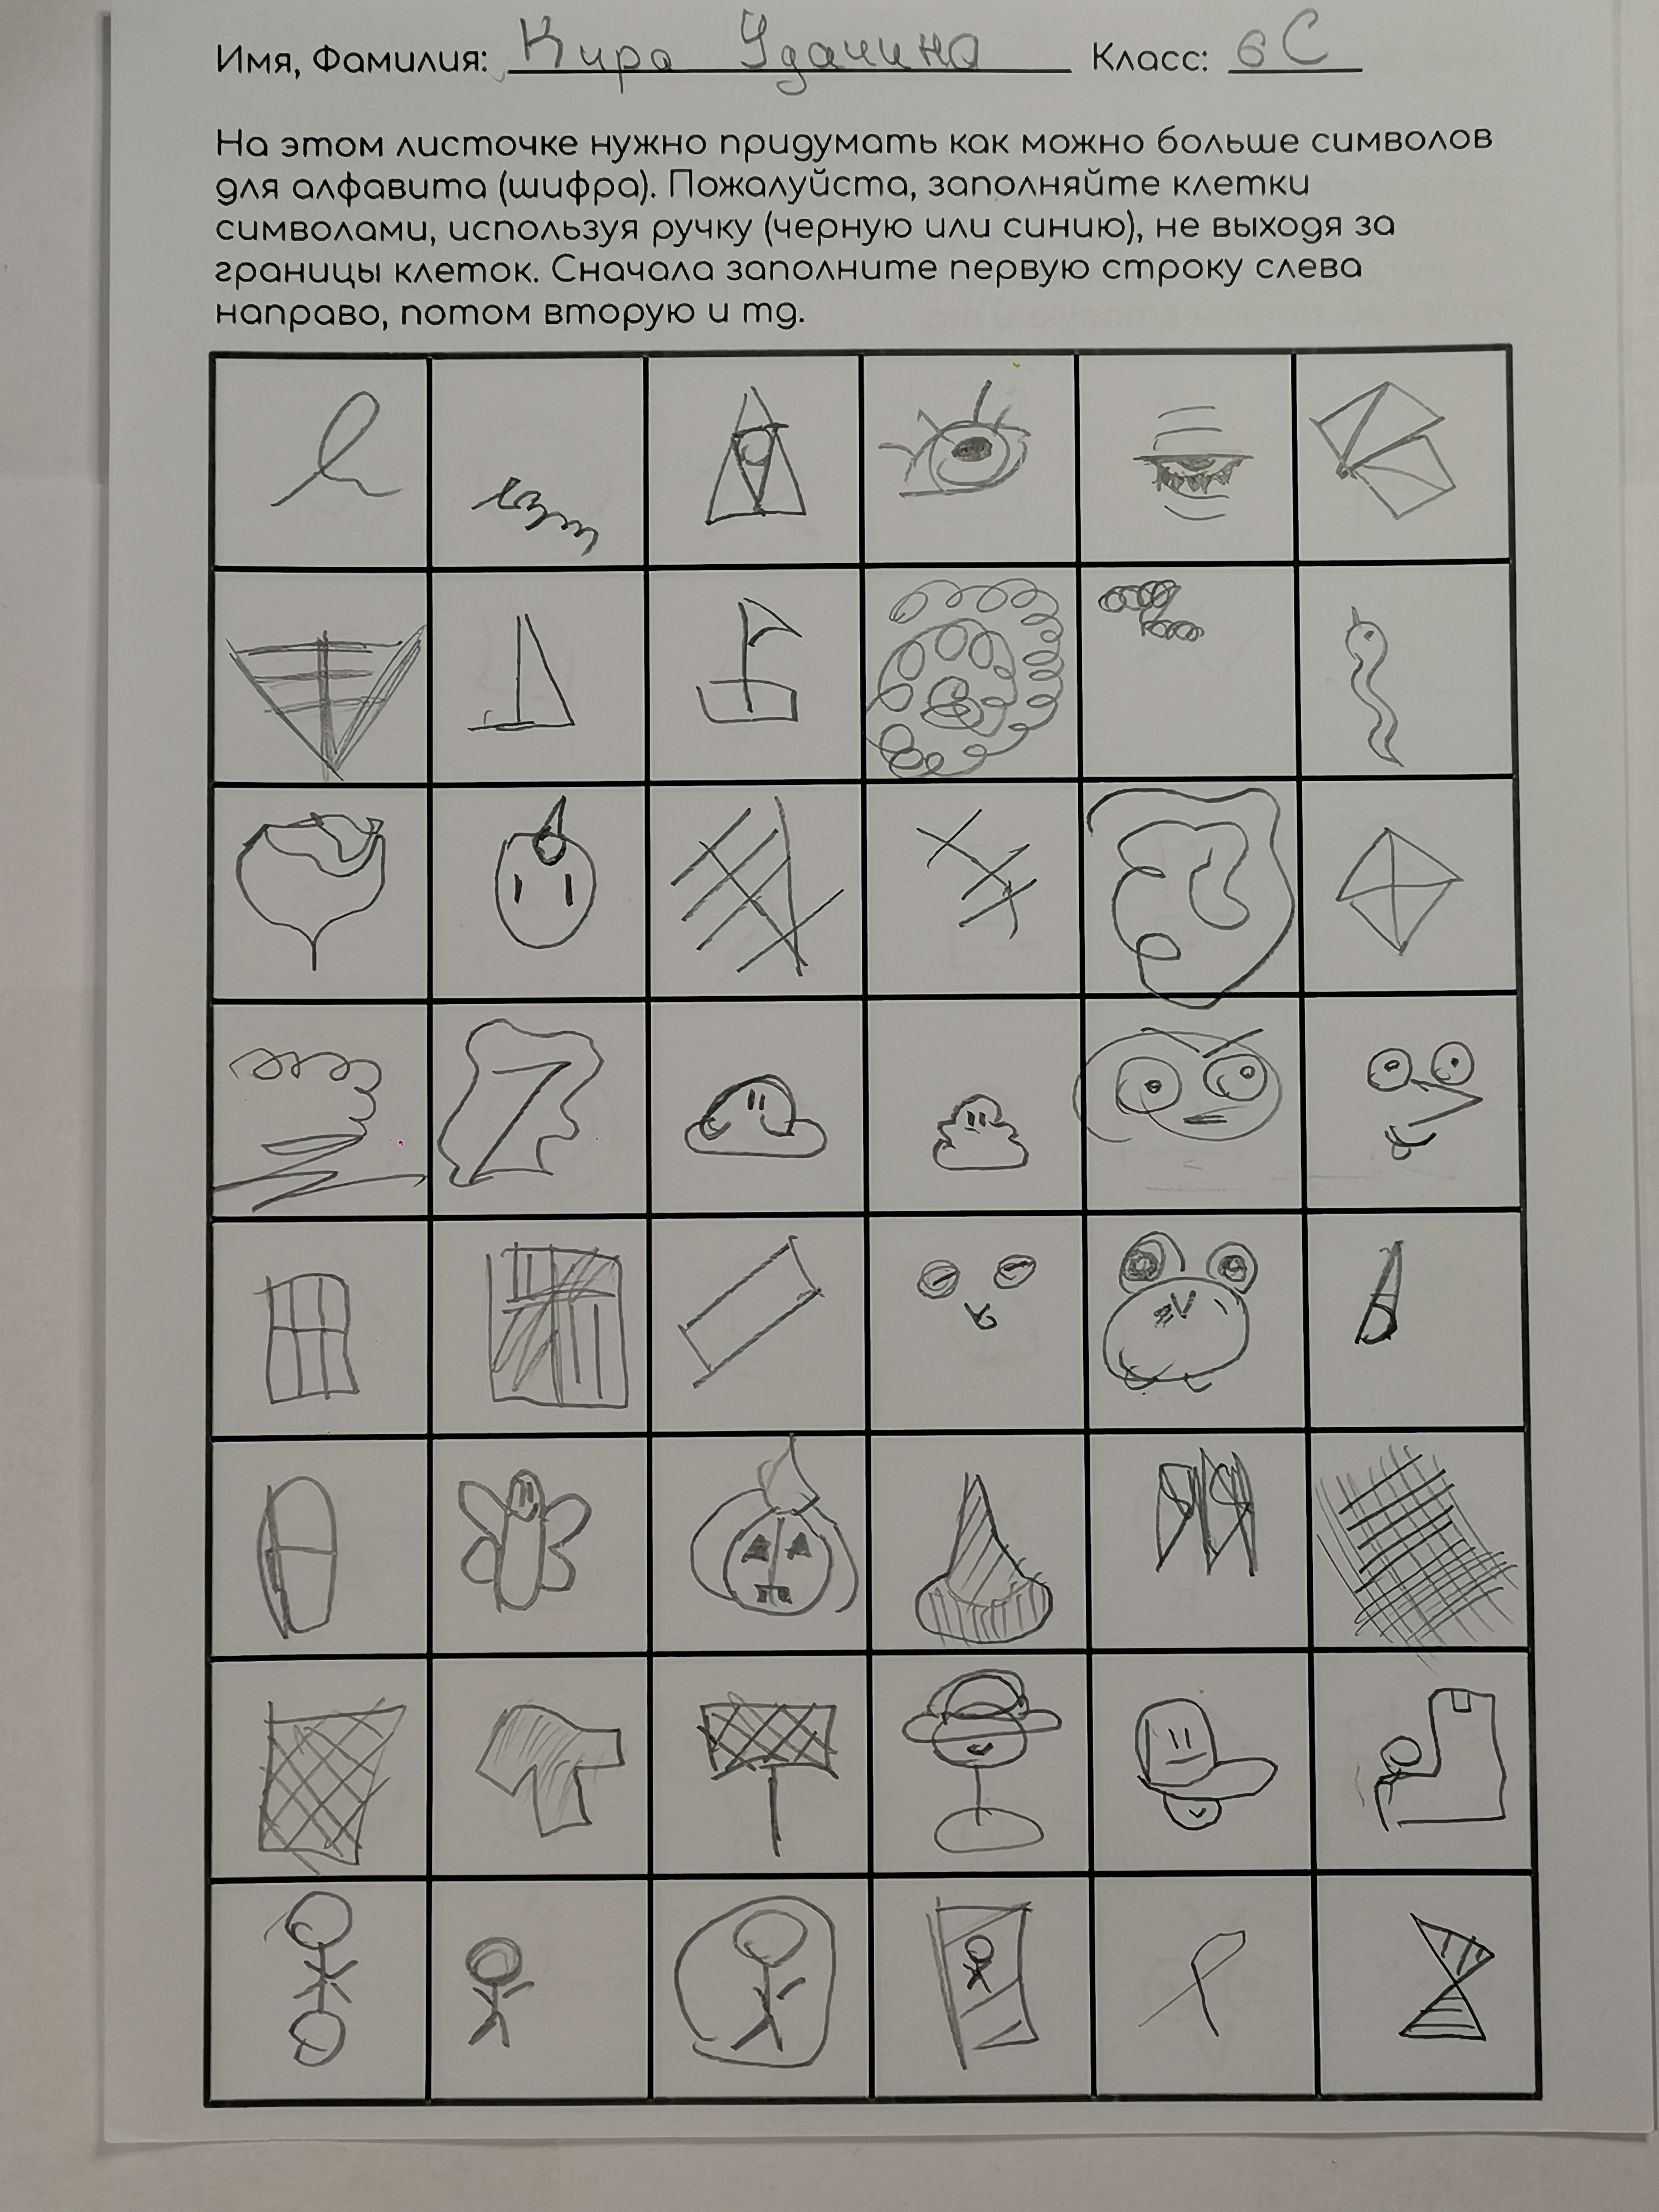 Имя, Фамилия: Кира Удачина Класс: 6С
На этом листочке нужно придумать как можно больше символов
для алфавита (шифра). Пожалуйста, заполняйте клетки
символами, используя ручку (черную или синию), не выходя за
границы клеток. Сначала заполните первую строку слева
направо, потом вторую и тд.